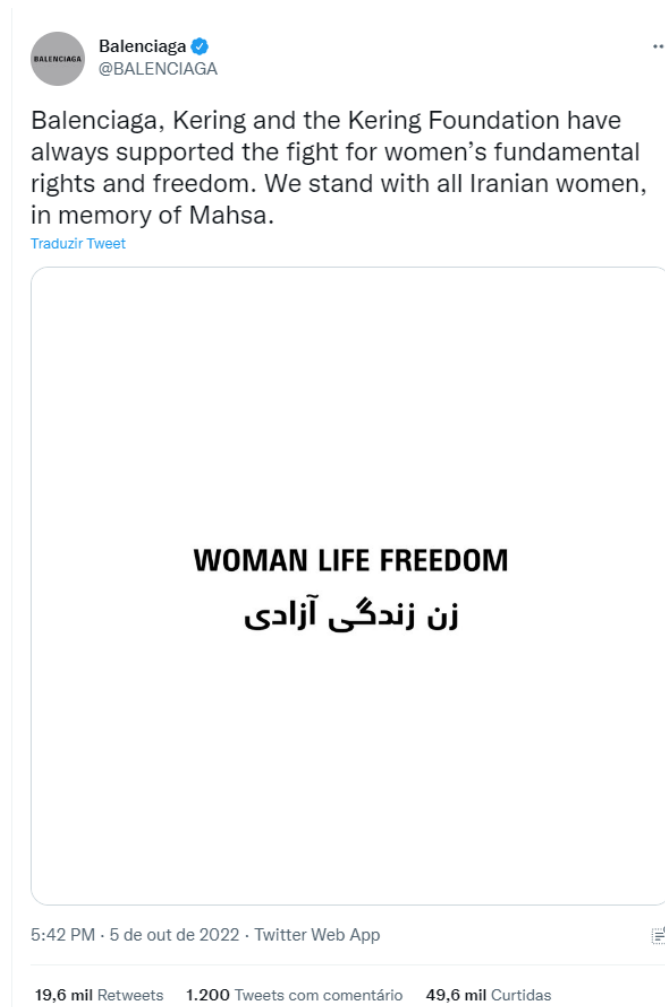 BALENCIAGA
Balenciaga
@BALENCIAGA
Balenciaga, Kering and the Kering Foundation have
always supported the fight for women’s fundamental
rights and freedom. We stand with all Iranian women,
in memory of Mahsa.
Traduzir Tweet
WOMAN LIFE FREEDOM
زن زندگی آزادی
5:42 PM · 5 de out de 2022 · Twitter Web App
19,6 mil Retweets 1.200 Tweets com comentário 49,6 mil Curtidas